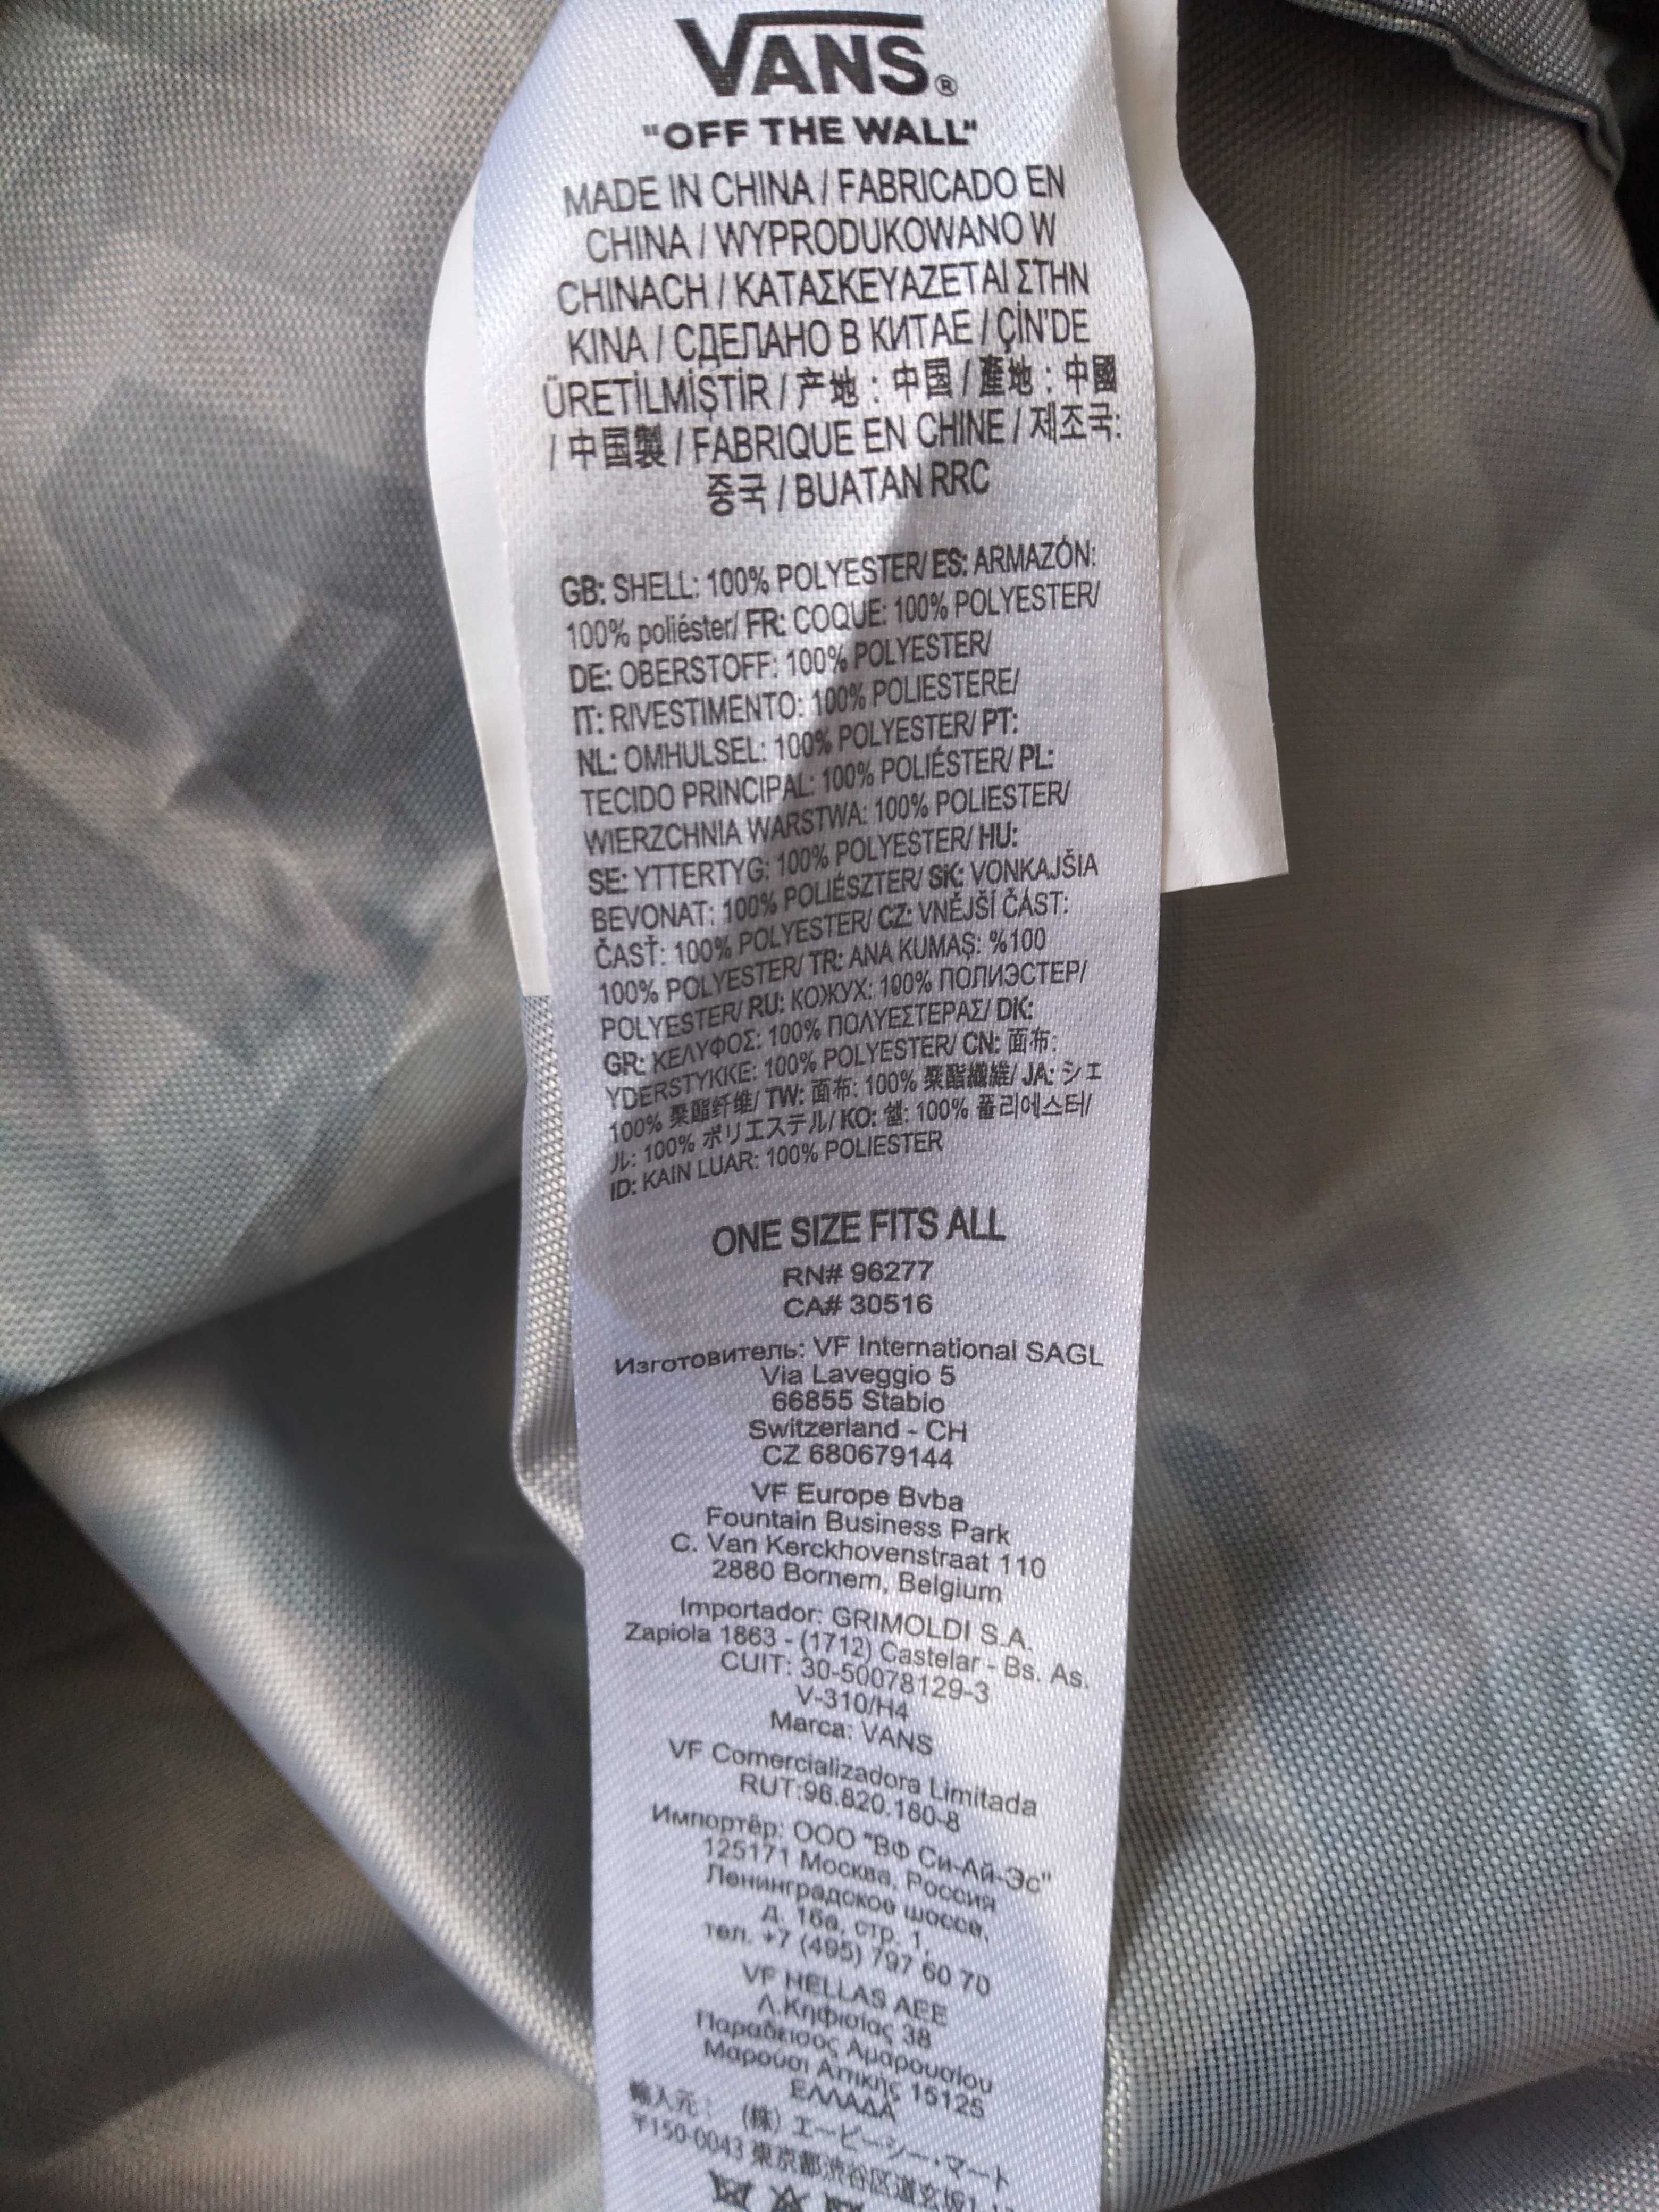 VANS®
"OFF THE WALL"
MADE IN CHINA / FABRICADO EN
CHINA / WYPRODUKOWANO W
CHINACH / ΚΑΤΑΣΚΕΥΑΖΕΤΑΙ ΣΤΗΝ
ΚΙΝΑ / СДЕЛАНО В КИТАЕ / ÇİN'DE
ÜRETİLMİŞTİR / 产地 : 中国 / 產地 : 中國
/ 中国製 / FABRIQUE EN CHINE / 제조국:
중국 / BUATAN RRC
GB: SHELL: 100% POLYESTER/ ES: ARMAZÓN:
100% poliéster/ FR: COQUE: 100% POLYESTER/
DE: OBERSTOFF: 100% POLYESTER/
IT: RIVESTIMENTO: 100% POLIESTERE/
NL: OMHULSEL: 100% POLYESTER/ PT:
TECIDO PRINCIPAL: 100% POLIÉSTER/ PL:
WIERZCHNIA WARSTWA: 100% POLIESTER/
SE: YTTERTYG: 100% POLYESTER/ HU:
BEVONAT: 100% POLIÉSZTER/ SK: VONKAJŠIA
ČASŤ: 100% POLYESTER/ CZ: VNĚJŠÍ ČÁST:
100% POLYESTER/ TR: ANA KUMAŞ: %100
POLYESTER/ RU: КОЖУХ: 100% ПОЛИЭСТЕР/
GR: ΚΕΛΥΦΟΣ: 100% ΠΟΛΥΕΣΤΕΡΑΣ/ DK:
YDERSTYKKE: 100% POLYESTER/ CN: 面布:
100% 聚酯纤维/ TW: 面布: 100% 聚酯纖維/ JA: シェ
ル: 100% ポリエステル/ KO: 쉘: 100% 폴리에스터/
ID: KAIN LUAR: 100% POLIESTER
ONE SIZE FITS ALL
RN# 96277
CA# 30516
Изготовитель: VF International SAGL
Via Laveggio 5
66855 Stabio
Switzerland - CH
CZ 680679144
VF Europe Bvba
Fountain Business Park
C. Van Kerckhovenstraat 110
2880 Bornem, Belgium
Importador: GRIMOLDI S.A.
Zapiola 1863 - (1712) Castelar - Bs. As.
CUIT: 30-50078129-3
V-310/H4
Marca: VANS
VF Comercializadora Limitada
RUT:96.820.180-8
Импортёр: ООО "ВФ Си-Ай-Эс"
125171 Москва, Россия
Ленинградское шоссе,
д. 16а, стр. 1,
тел. +7 (495) 797 60 70
VF HELLAS AEE
Λ.Κηφισίας 38
Παράδεισος Αμαρουσίου
Μαρούσι Αττικής 15125
ΕΛΛΑΔΑ
輸入元 : (株) エービーシー・マート
〒150-0043 東京都渋谷区道玄坂1